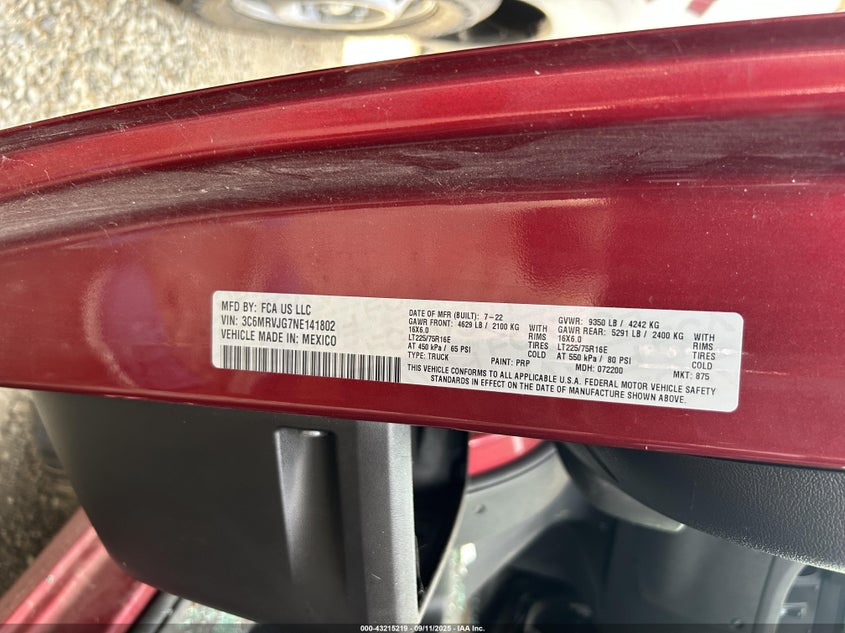 MFD BY: FCA US LLC
VIN: 3C6MRVJG7NE141802
VEHICLE MADE IN: MEXICO
DATE OF MFR (BUILT): 7-22
GAWR FRONT: 4629 LB / 2100 KG WITH
16X6.0 RIMS
LT225/75R16E TIRES
AT 450 kPa / 65 PSI COLD
TYPE: TRUCK PAINT: PRP
GVWR: 9350 LB / 4242 KG
GAWR REAR: 5291 LB / 2400 KG WITH
16X6.0 RIMS
LT225/75R16E TIRES
AT 550 kPa / 80 PSI COLD
MDH: 072200 MKT: 875
THIS VEHICLE CONFORMS TO ALL APPLICABLE U.S.A. FEDERAL MOTOR VEHICLE SAFETY
STANDARDS IN EFFECT ON THE DATE OF MANUFACTURE SHOWN ABOVE.
000-43215219 - 09/11/2025 - IAA Inc.